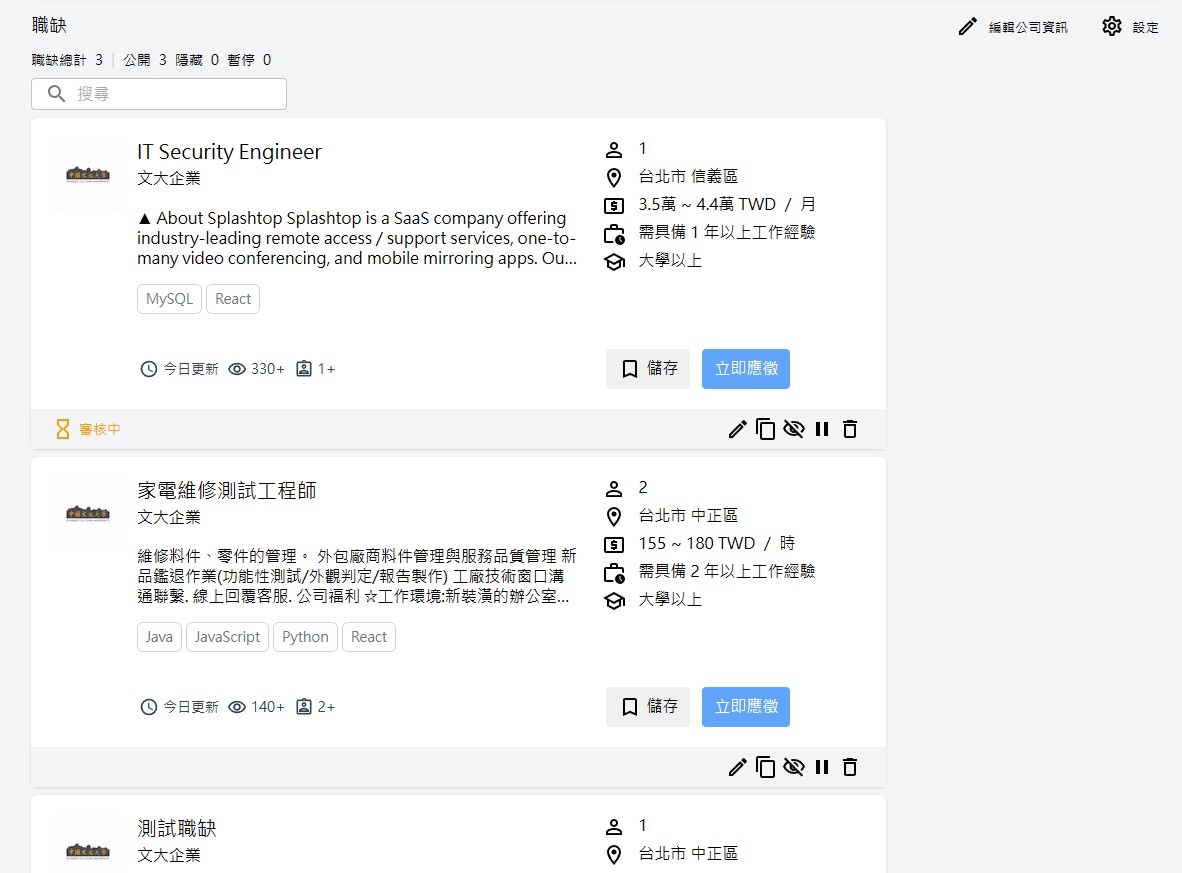 職缺
編輯公司資訊
設定
職缺總計 3 | 公開 3 隱藏 0 暫停 0
搜尋
IT Security Engineer
文大企業
▲ About Splashtop Splashtop is a SaaS company offering
industry-leading remote access / support services, one-to-
many video conferencing, and mobile mirroring apps. Ou...
MySQL React
1
台北市 信義區
3.5萬 ~ 4.4萬 TWD / 月
需具備 1 年以上工作經驗
大學以上
今日更新 330+ 1+
儲存 立即應徵
審核中
家電維修測試工程師
文大企業
維修料件、零件的管理。 外包廠商料件管理與服務品質管理 新
品鑑退作業(功能性測試/外觀判定/報告製作) 工廠技術窗口溝
通聯繫. 線上回覆客服. 公司福利 ☆工作環境:新裝潢的辦公室...
Java JavaScript Python React
2
台北市 中正區
155 ~ 180 TWD / 時
需具備 2 年以上工作經驗
大學以上
今日更新 140+ 2+
儲存 立即應徵
測試職缺
文大企業
1
台北市 中正區